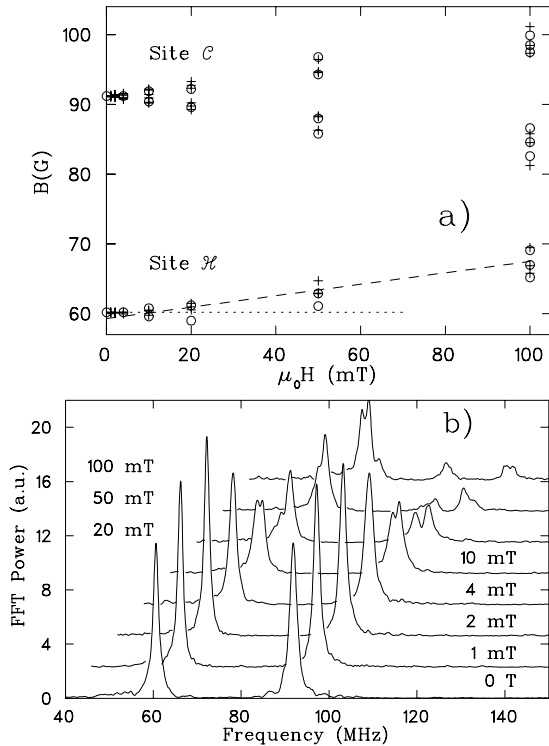 100
90
80
70
60
B(G)
Site 𝒞
Site ℋ
a)
0
20
40
60
80
100
μ₀H (mT)
b)
20
16
12
8
4
0
FFT Power (a.u.)
100 mT
50 mT
20 mT
10 mT
4 mT
2 mT
1 mT
0 T
40
60
80
100
120
140
Frequency (MHz)